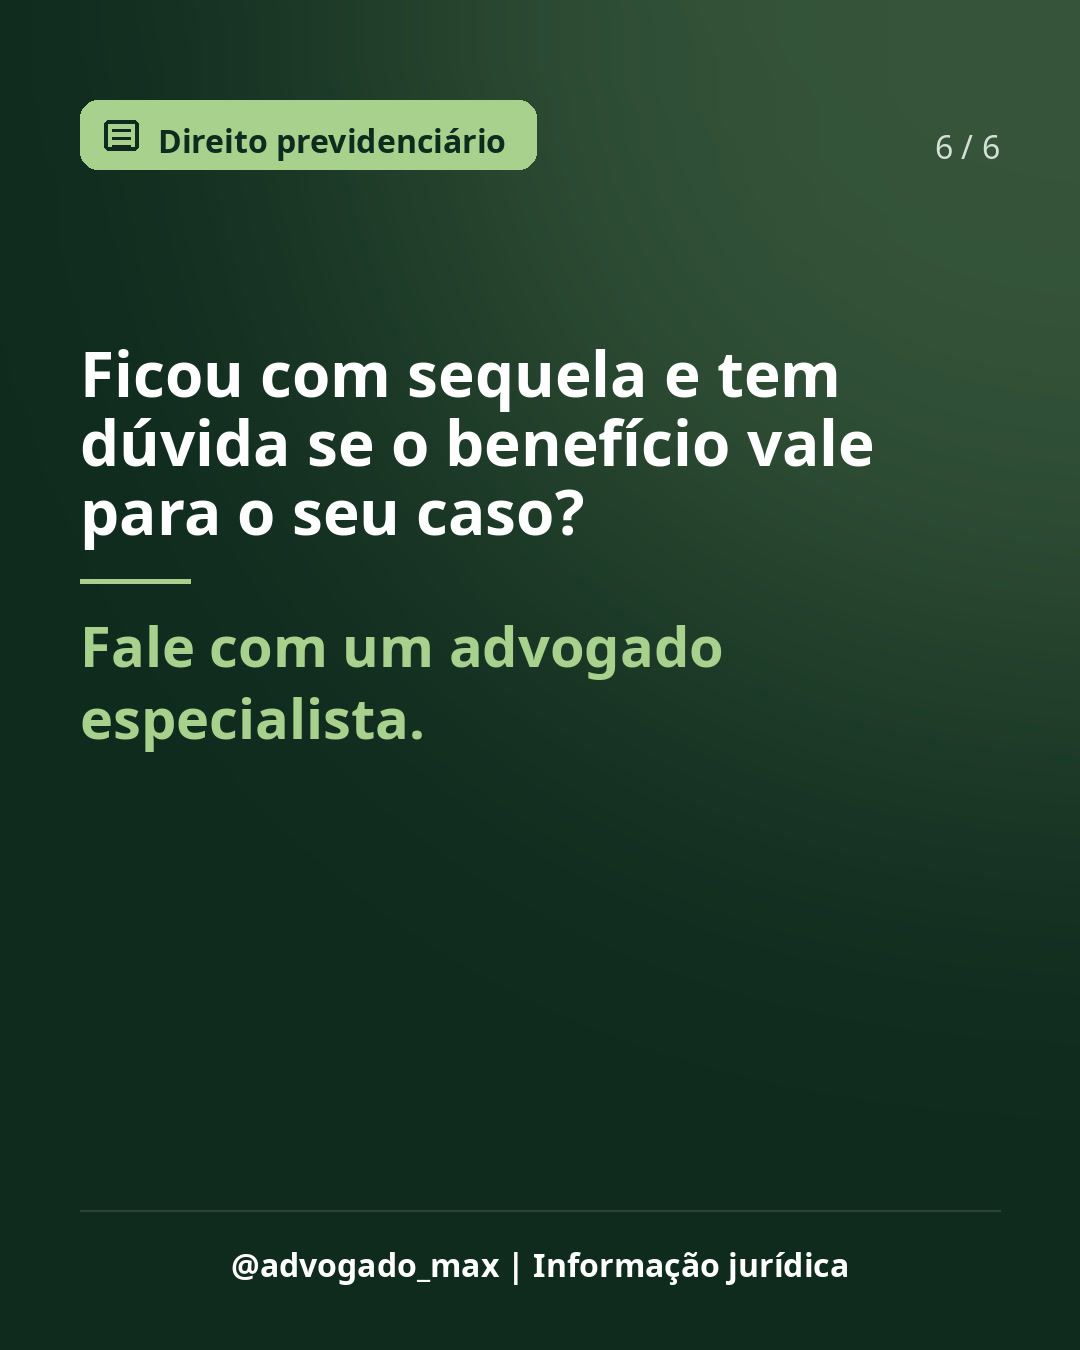 Direito previdenciário
6 / 6
Ficou com sequela e tem
dúvida se o benefício vale
para o seu caso?
Fale com um advogado
especialista.
@advogado_max | Informação jurídica